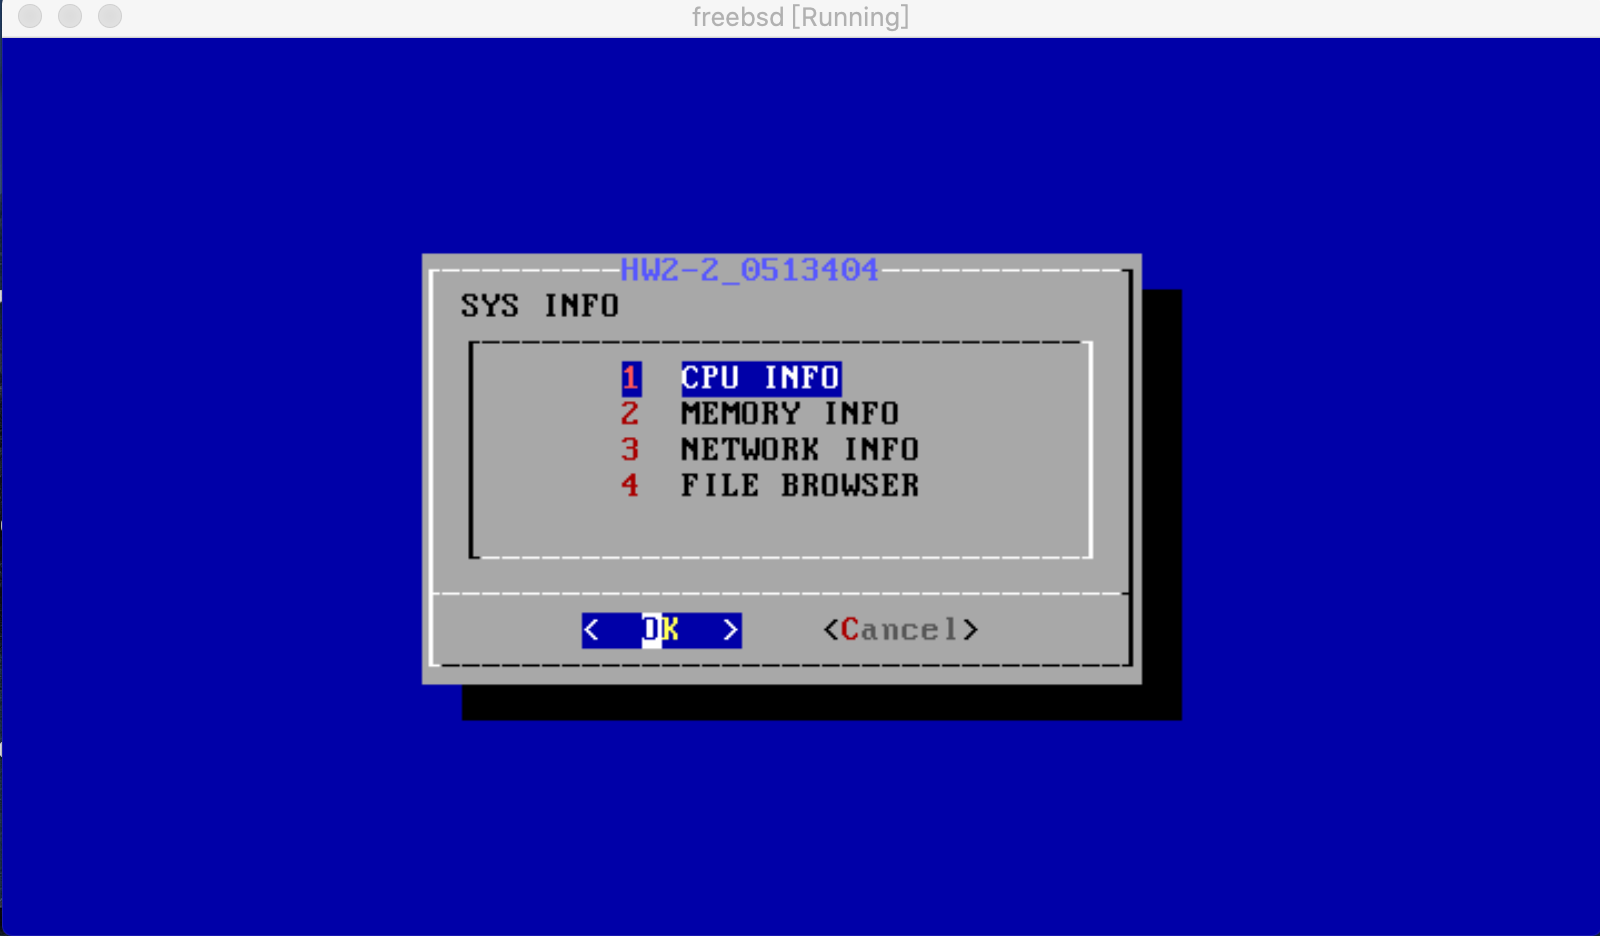 freebsd [Running]
HW2-2_0513404
SYS INFO
1 CPU INFO
2 MEMORY INFO
3 NETWORK INFO
4 FILE BROWSER
< OK > <Cancel>